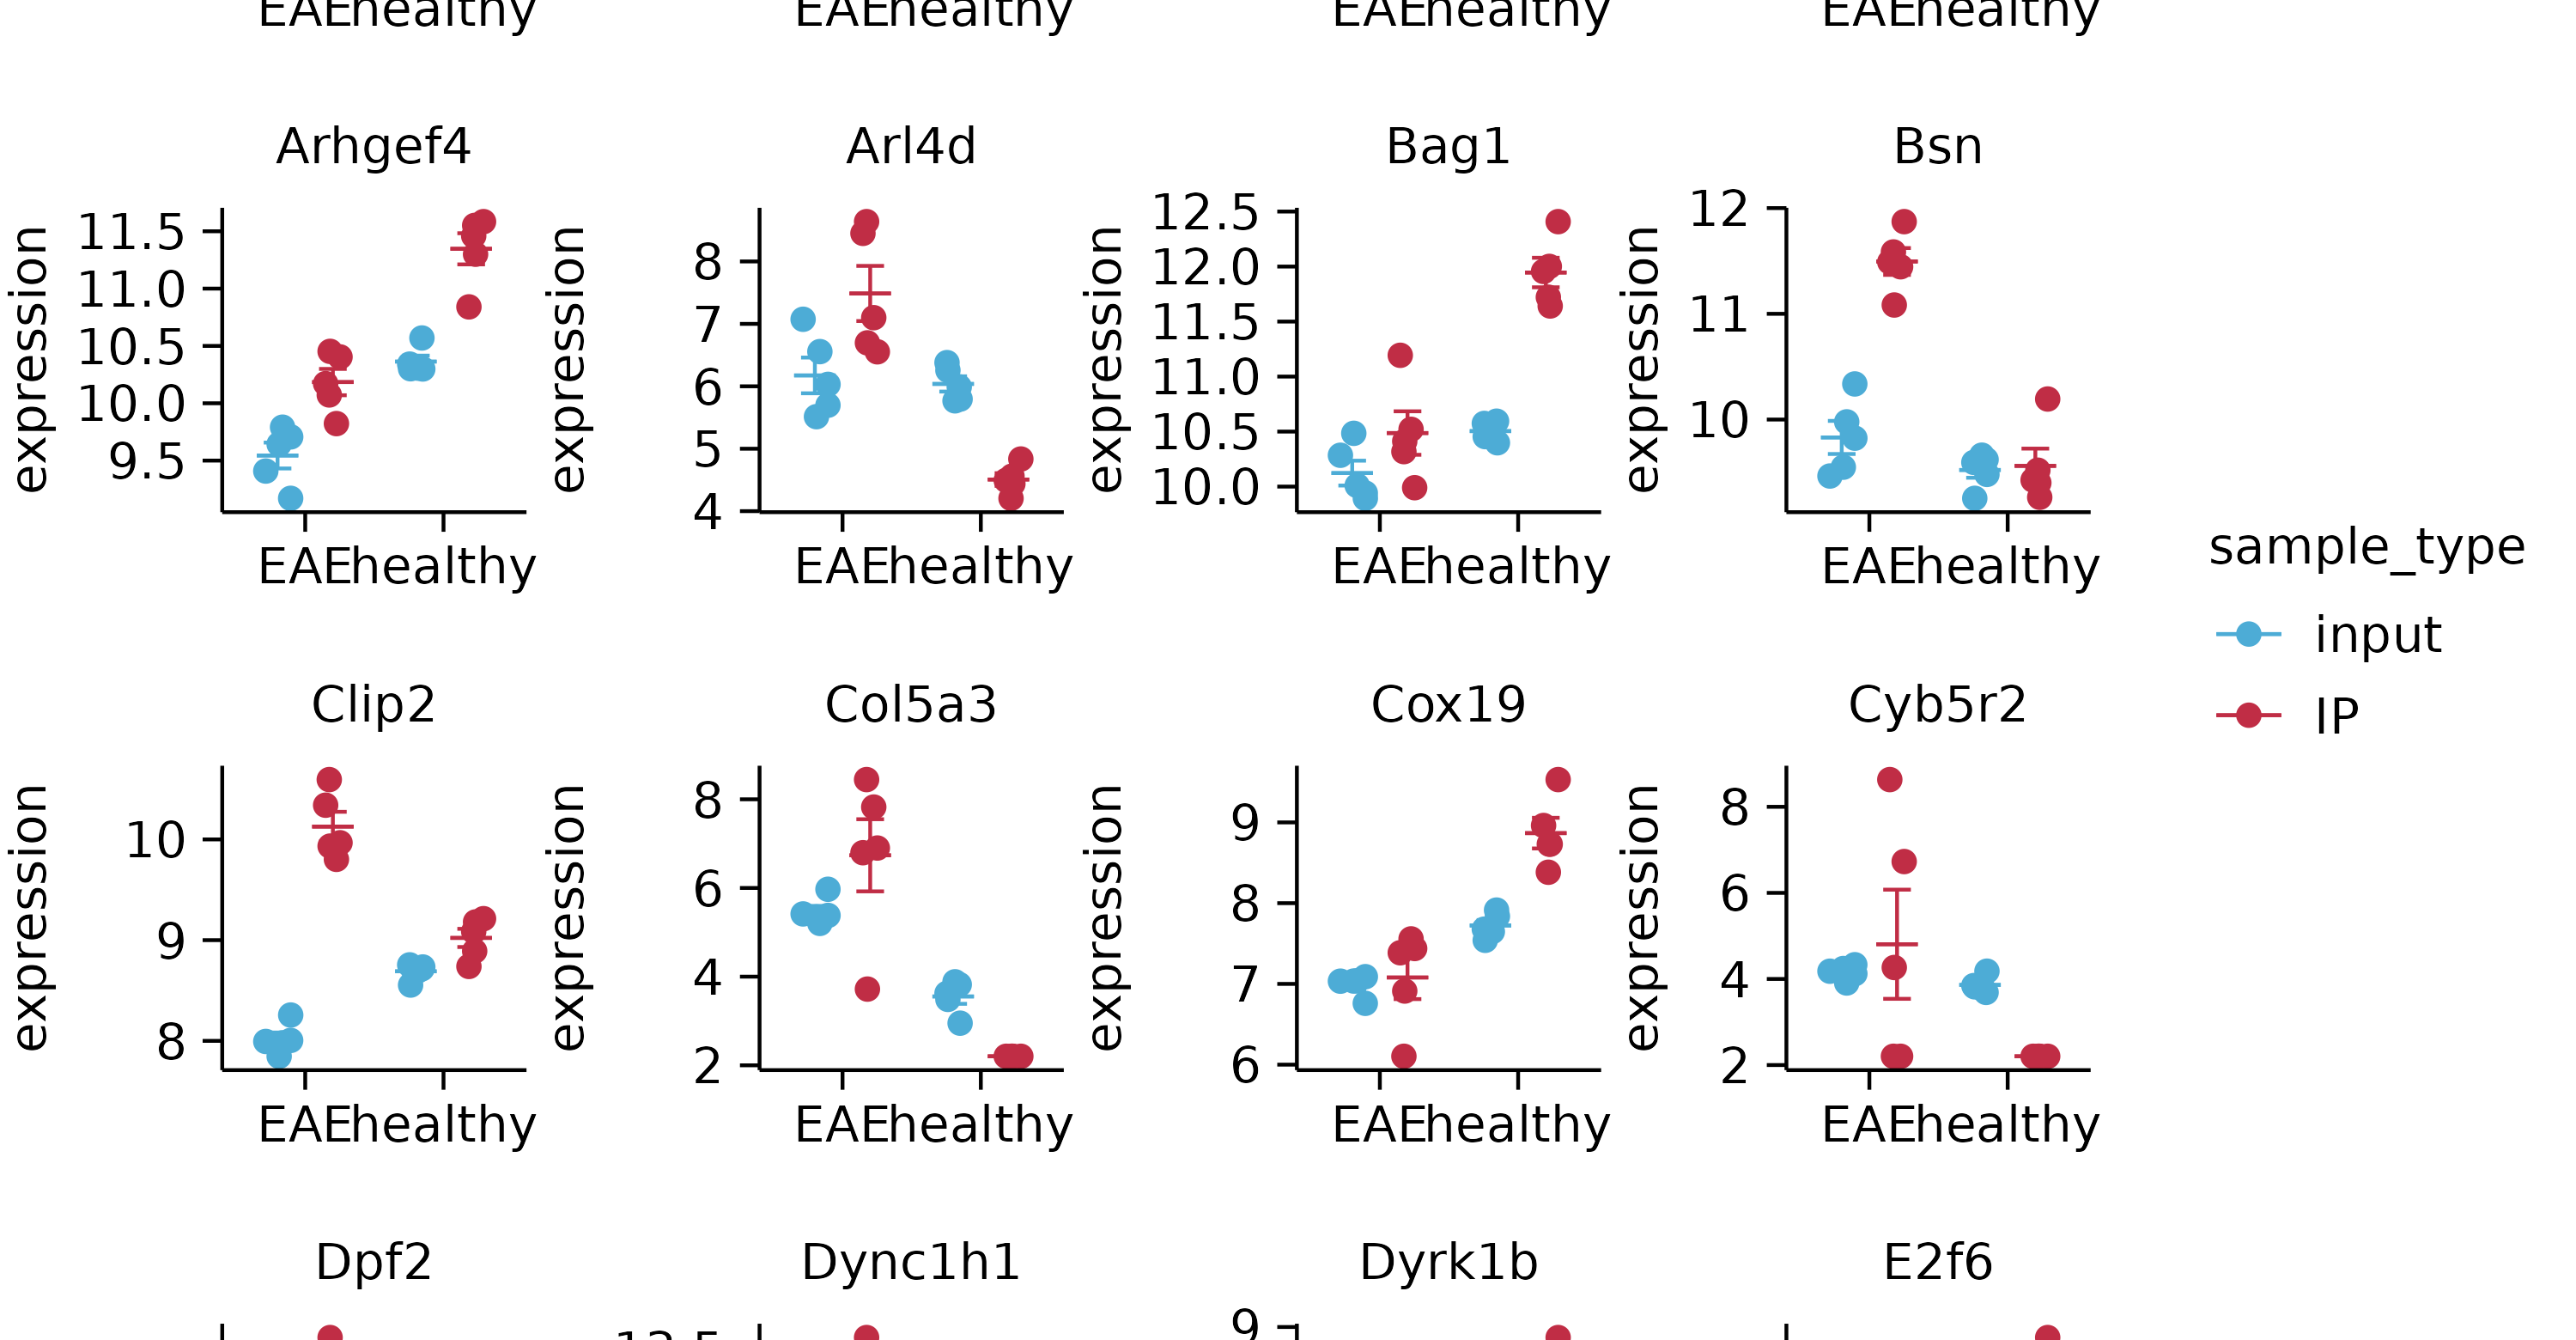 EAEhealthy EAEhealthy EAEhealthy EAEhealthy
Arhgef4 Arl4d Bag1 Bsn
expression 11.5 11.0 10.5 10.0 9.5
EAEhealthy
expression 8 7 6 5 4
EAEhealthy
expression 12.5 12.0 11.5 11.0 10.5 10.0
EAEhealthy
expression 12 11 10
EAEhealthy
sample_type
input
IP
Clip2 Col5a3 Cox19 Cyb5r2
expression 10 9 8
EAEhealthy
expression 8 6 4 2
EAEhealthy
expression 9 8 7 6
EAEhealthy
expression 8 6 4 2
EAEhealthy
Dpf2 Dync1h1 Dyrk1b E2f6
9